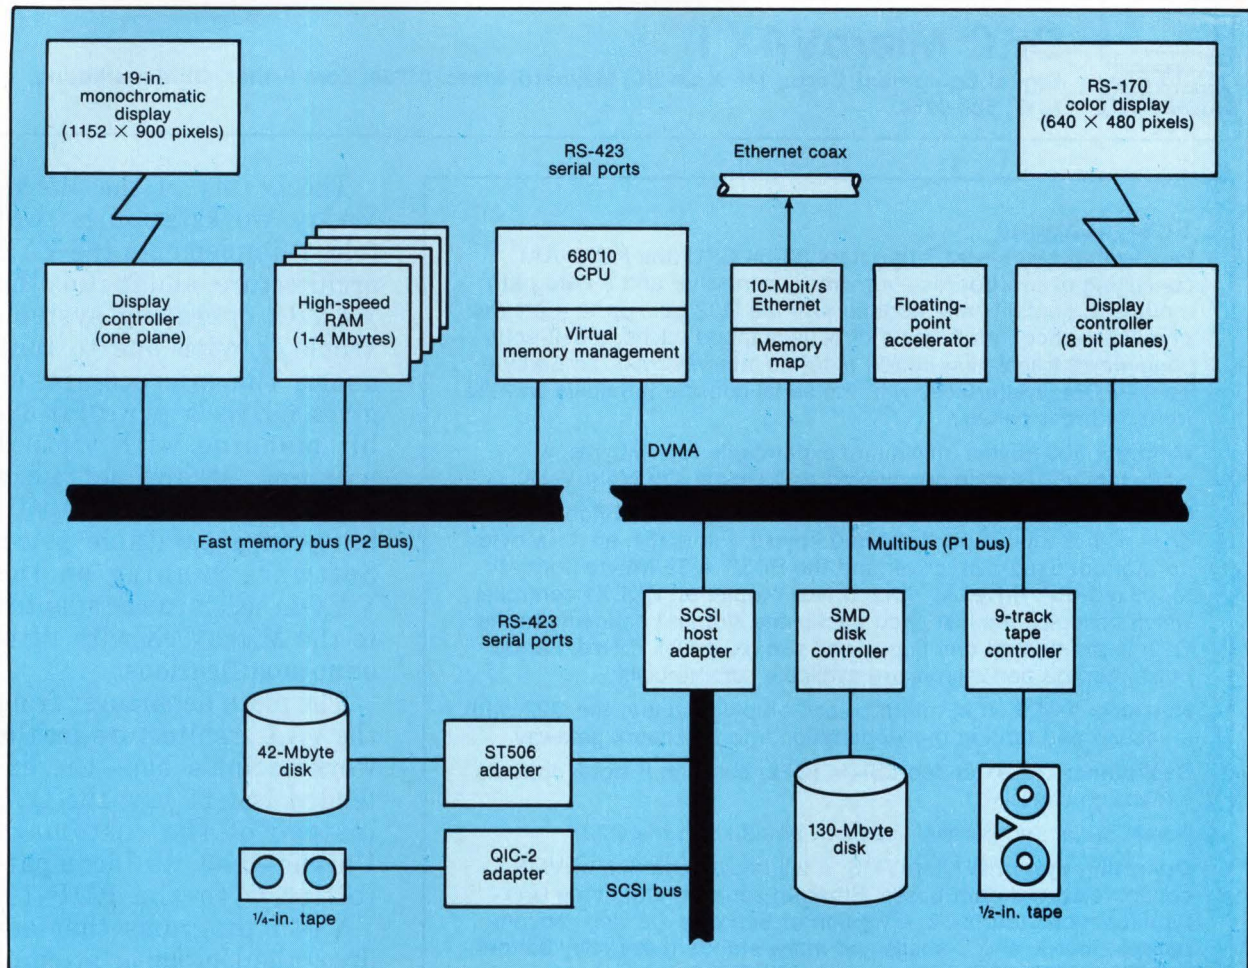 19-in.
monochromatic
display
(1152 × 900 pixels)
RS-423
serial ports
Ethernet coax
RS-170
color display
(640 × 480 pixels)
Display
controller
(one plane)
High-speed
RAM
(1-4 Mbytes)
68010
CPU
Virtual
memory management
10-Mbit/s
Ethernet
Memory
map
Floating-
point
accelerator
Display
controller
(8 bit planes)
DVMA
Fast memory bus (P2 Bus)
Multibus (P1 bus)
RS-423
serial ports
SCSI
host
adapter
SMD
disk
controller
9-track
tape
controller
42-Mbyte
disk
ST506
adapter
130-Mbyte
disk
QIC-2
adapter
SCSI bus
¼-in. tape
½-in. tape